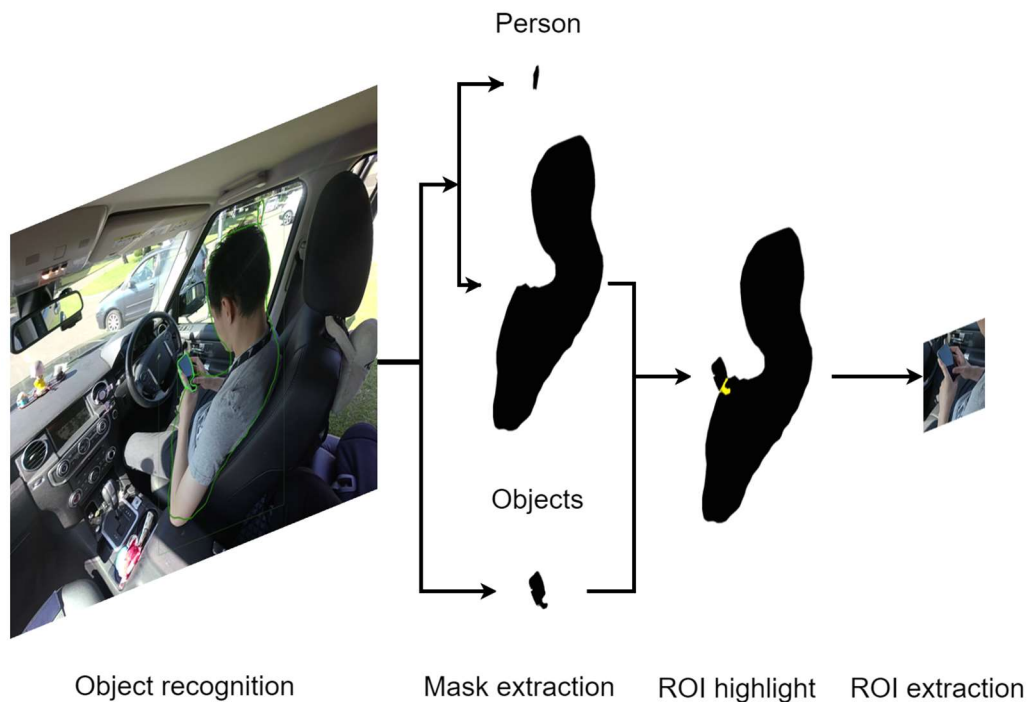 Person
Objects
Object recognition
Mask extraction
ROI highlight
ROI extraction